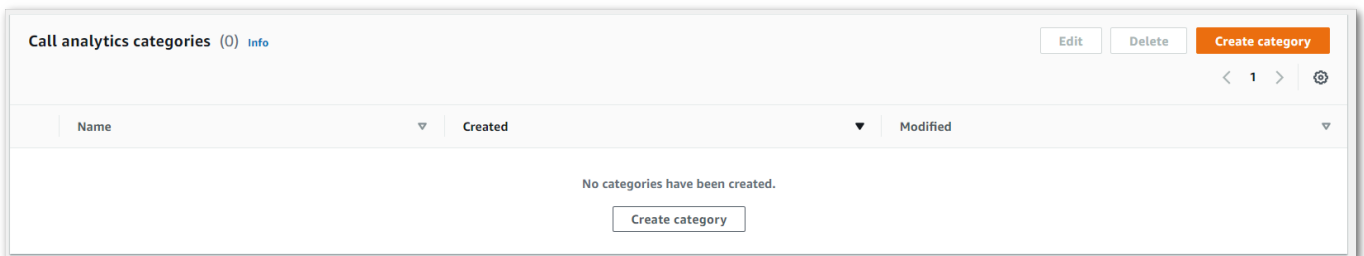 Call analytics categories (0) Info
Edit
Delete
Create category
1
Name
Created
Modified
No categories have been created.
Create category